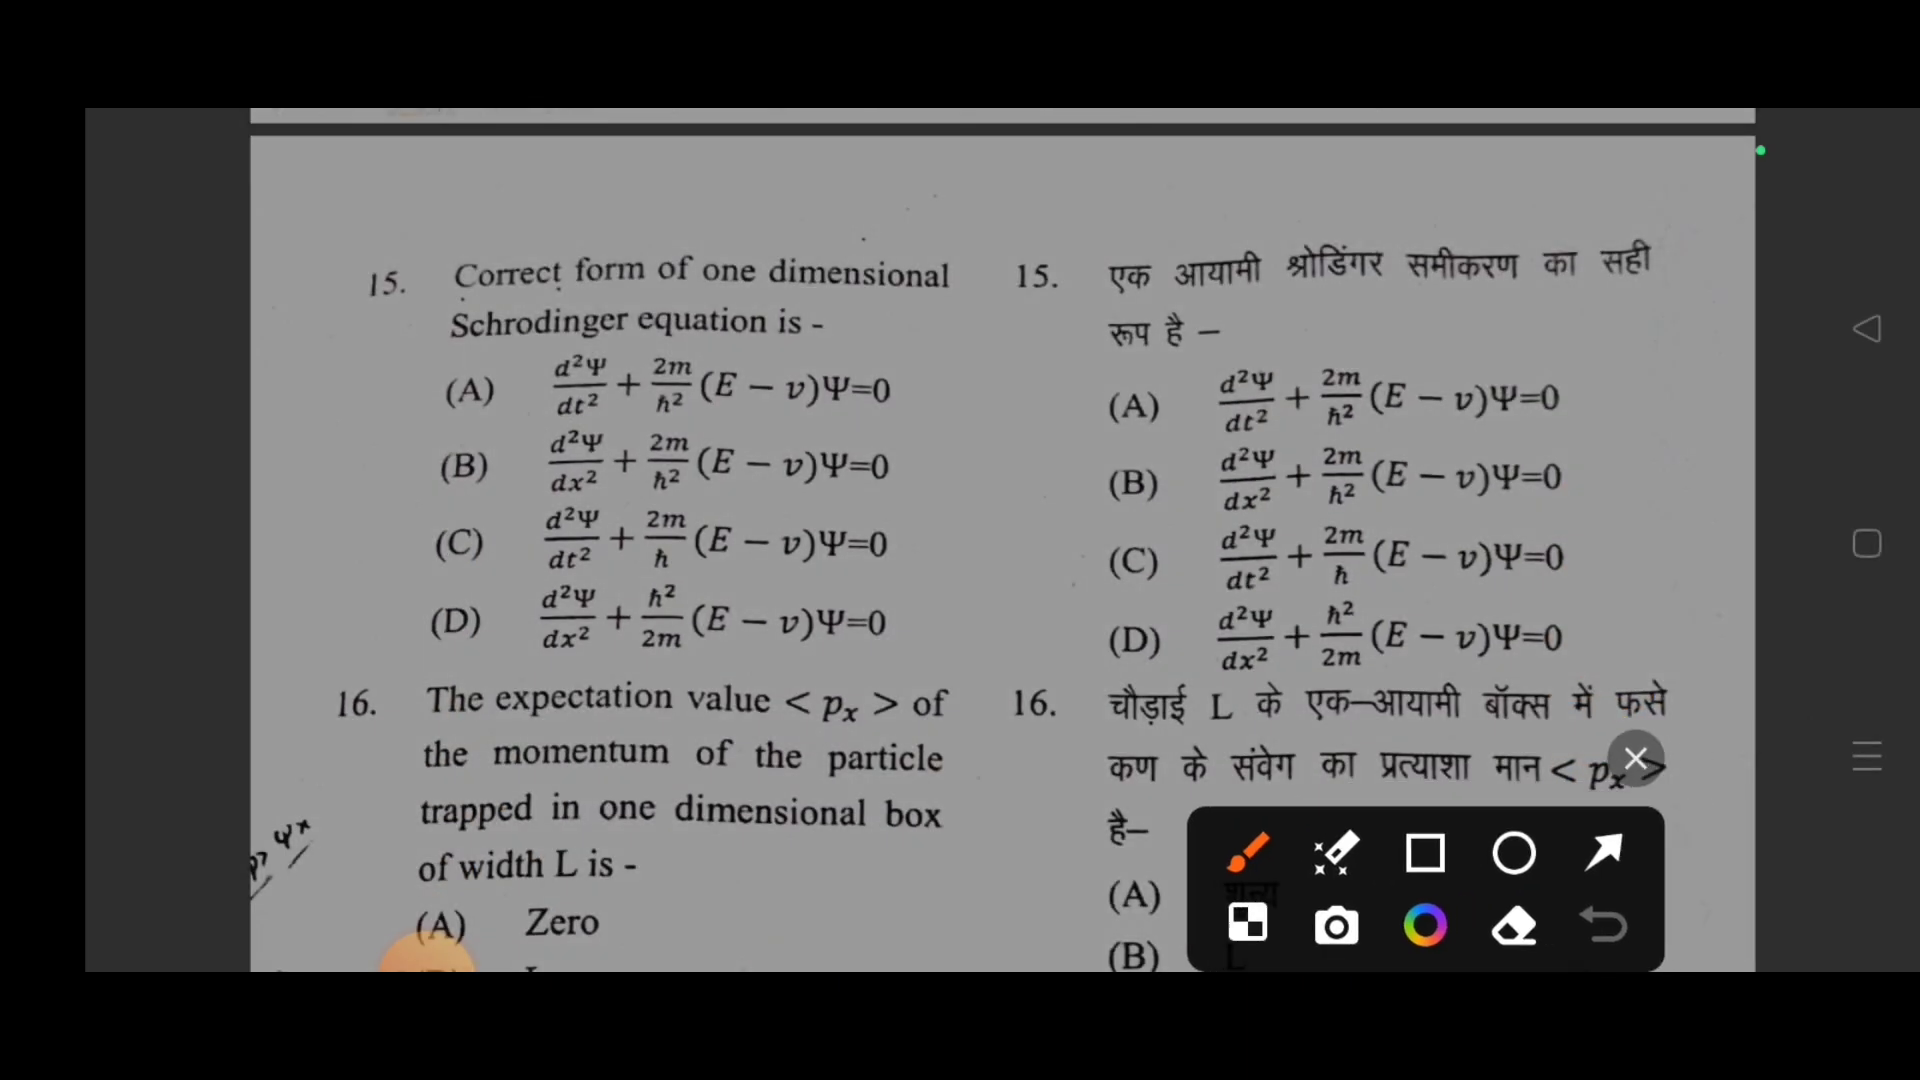 15. Correct form of one dimensional
Schrodinger equation is -
(A) d²Ψ/dt² + 2m/ħ² (E − v)Ψ=0
(B) d²Ψ/dx² + 2m/ħ² (E − v)Ψ=0
(C) d²Ψ/dt² + 2m/ħ (E − v)Ψ=0
(D) d²Ψ/dx² + ħ²/2m (E − v)Ψ=0
16. The expectation value < pₓ > of
the momentum of the particle
trapped in one dimensional box
of width L is -
(A) Zero
15. एक आयामी श्रोडिंगर समीकरण का सही
रूप है –
(A) d²Ψ/dt² + 2m/ħ² (E − v)Ψ=0
(B) d²Ψ/dx² + 2m/ħ² (E − v)Ψ=0
(C) d²Ψ/dt² + 2m/ħ (E − v)Ψ=0
(D) d²Ψ/dx² + ħ²/2m (E − v)Ψ=0
16. चौड़ाई L के एक–आयामी बॉक्स में फसे
कण के संवेग का प्रत्याशा मान < pₓ >
है–
(A) शून्य
(B) L